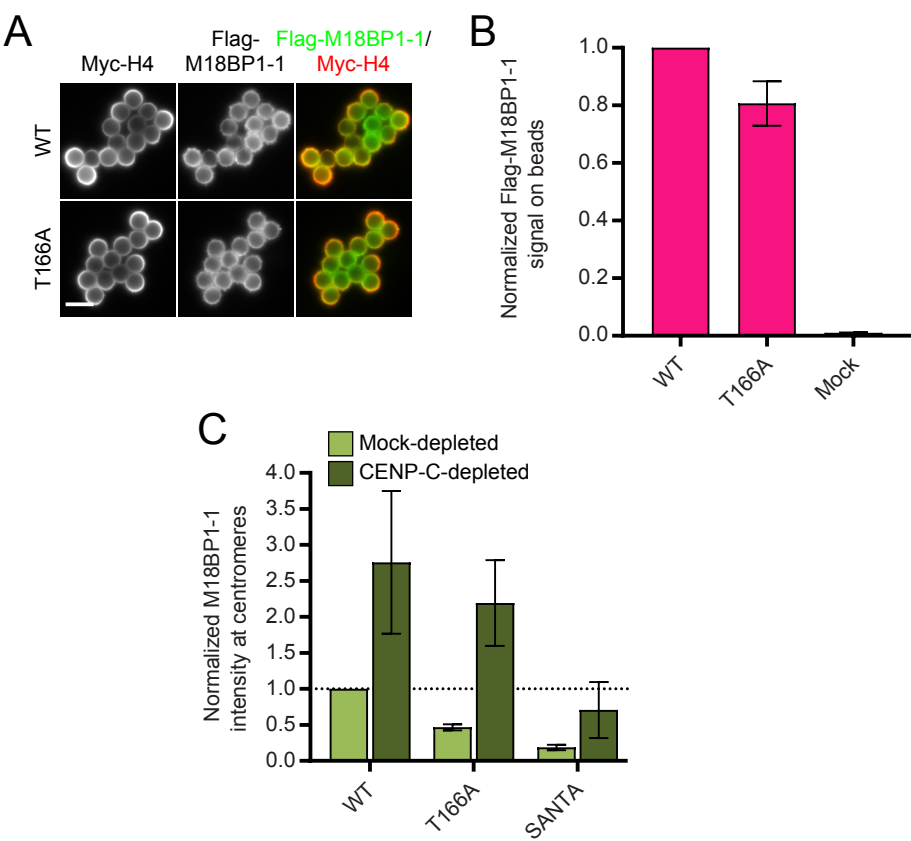 A
Myc-H4
Flag-
M18BP1-1
Flag-M18BP1-1/
Myc-H4
WT
T166A
B
Normalized Flag-M18BP1-1
signal on beads
1.0
0.8
0.6
0.4
0.2
0.0
WT
T166A
Mock
C
Mock-depleted
CENP-C-depleted
Normalized M18BP1-1
intensity at centromeres
4.0
3.5
3.0
2.5
2.0
1.5
1.0
0.5
0.0
WT
T166A
SANTA